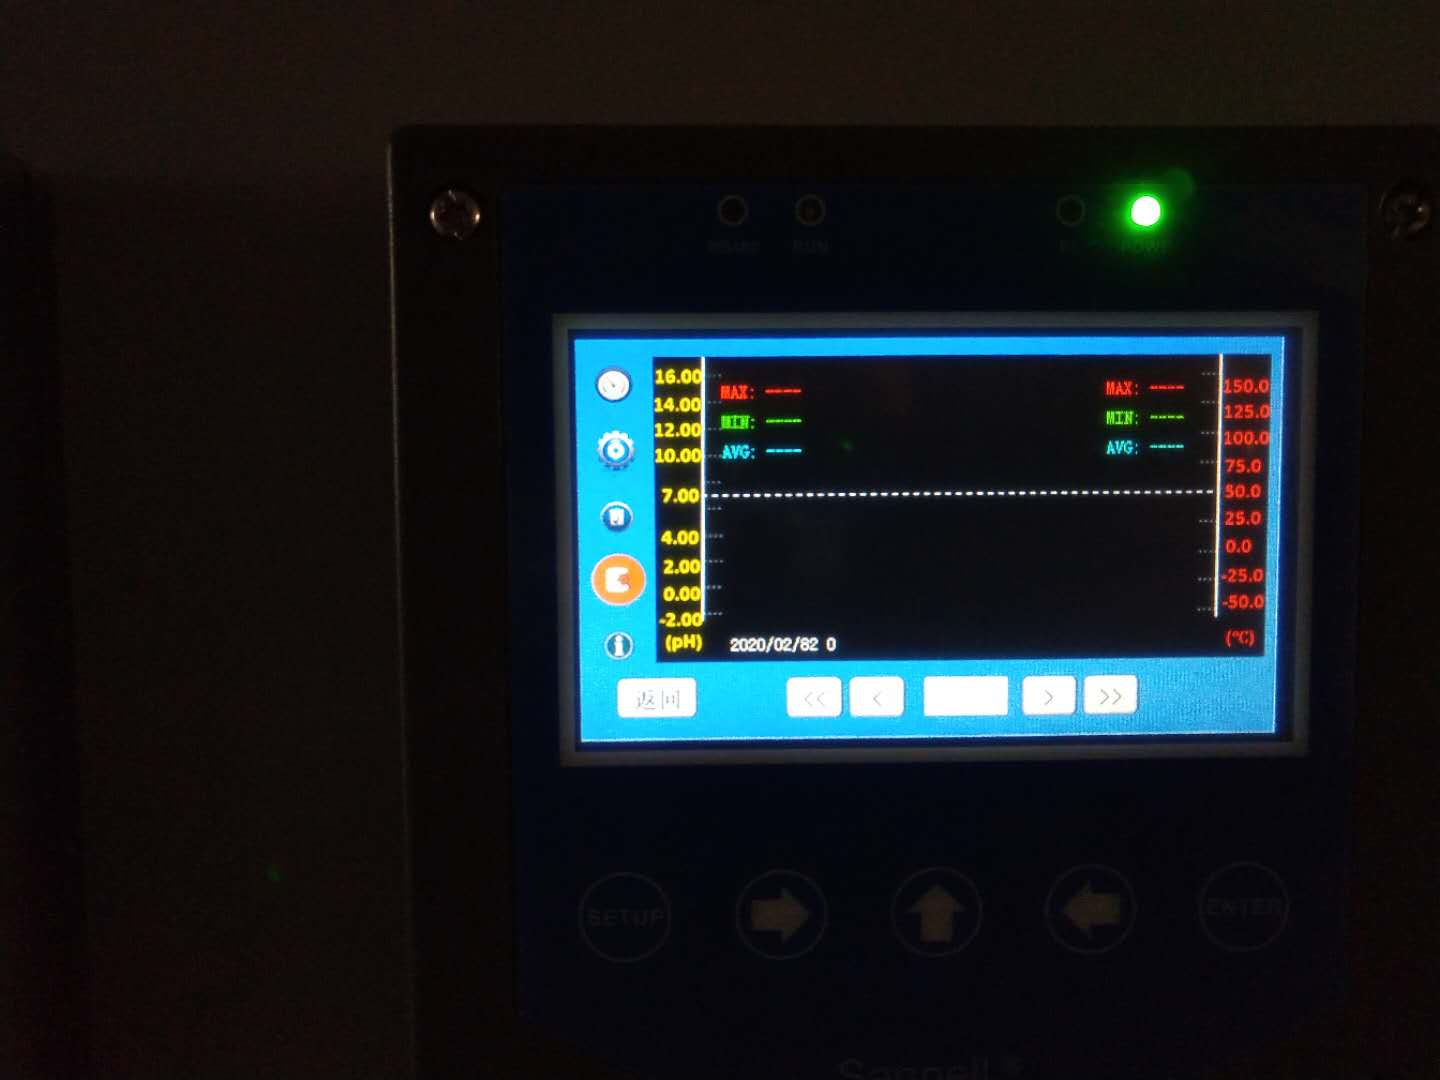 RUN
POWER
16.00
14.00
12.00
10.00
7.00
4.00
2.00
0.00
-2.00
(pH)
MAX: ----
MIN: ----
AVG: ----
MAX: ----
MIN: ----
AVG: ----
150.0
125.0
100.0
75.0
50.0
25.0
0.0
-25.0
-50.0
(℃)
2020/02/82 0
返回
<<
<
>
>>
SETUP
ENTER